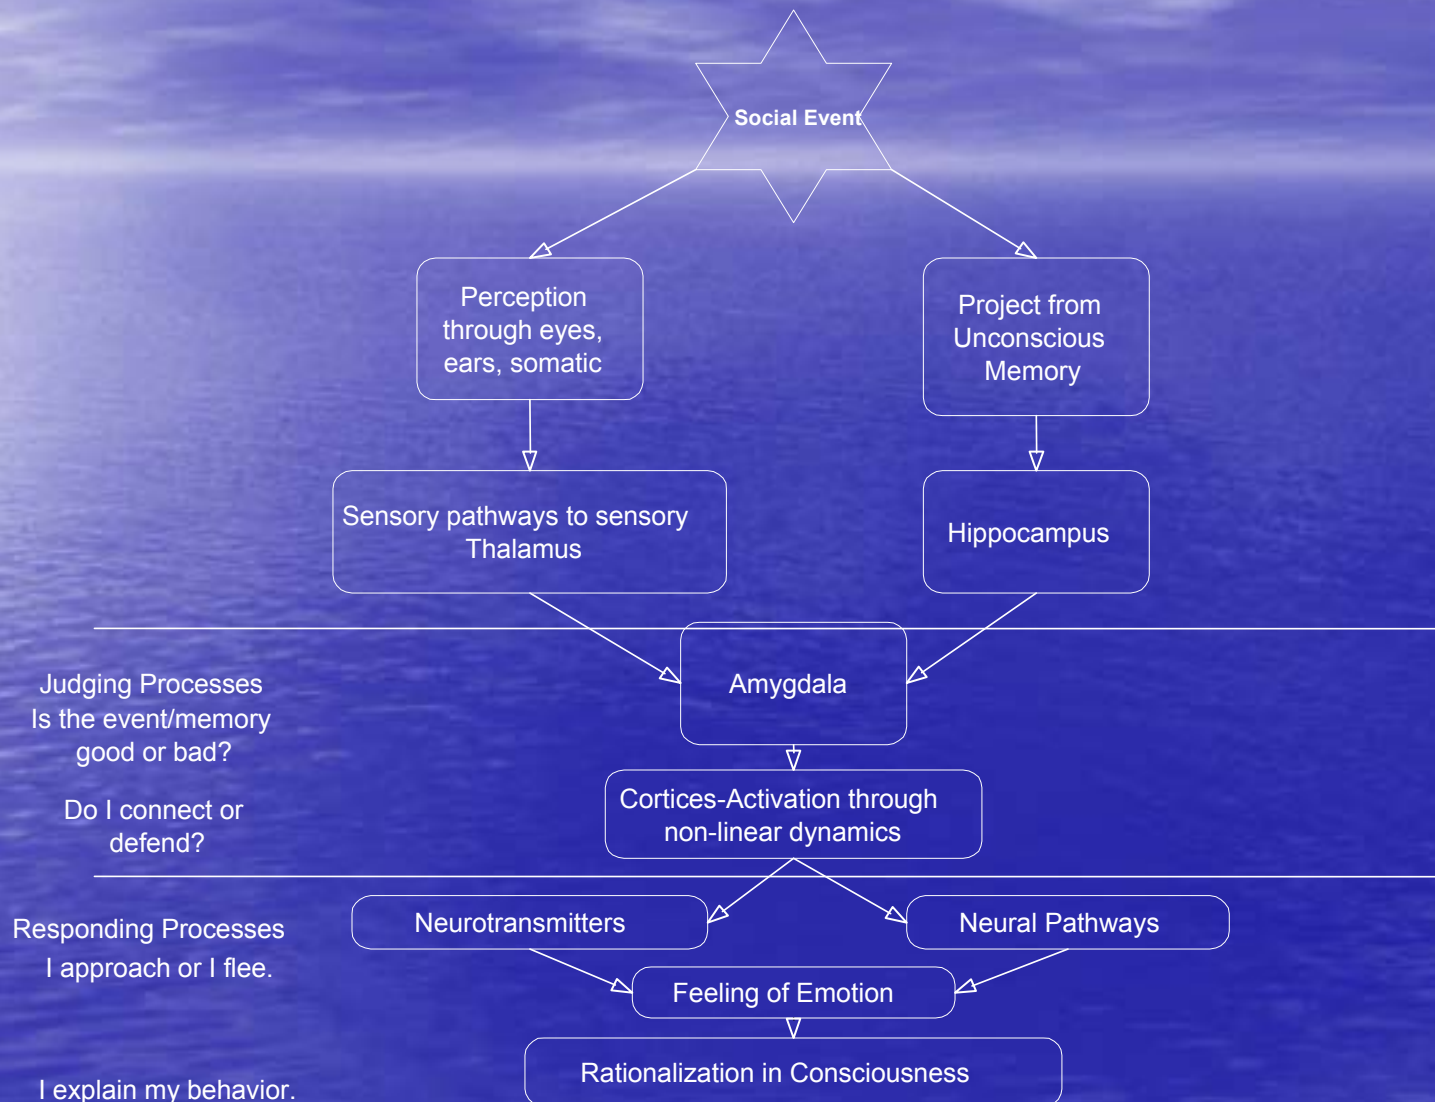 Social Event
Perception
through eyes,
ears, somatic
Project from
Unconscious
Memory
Sensory pathways to sensory
Thalamus
Hippocampus
Judging Processes
Is the event/memory
good or bad?
Do I connect or
defend?
Amygdala
Cortices-Activation through
non-linear dynamics
Responding Processes
I approach or I flee.
Neurotransmitters
Neural Pathways
Feeling of Emotion
I explain my behavior.
Rationalization in Consciousness